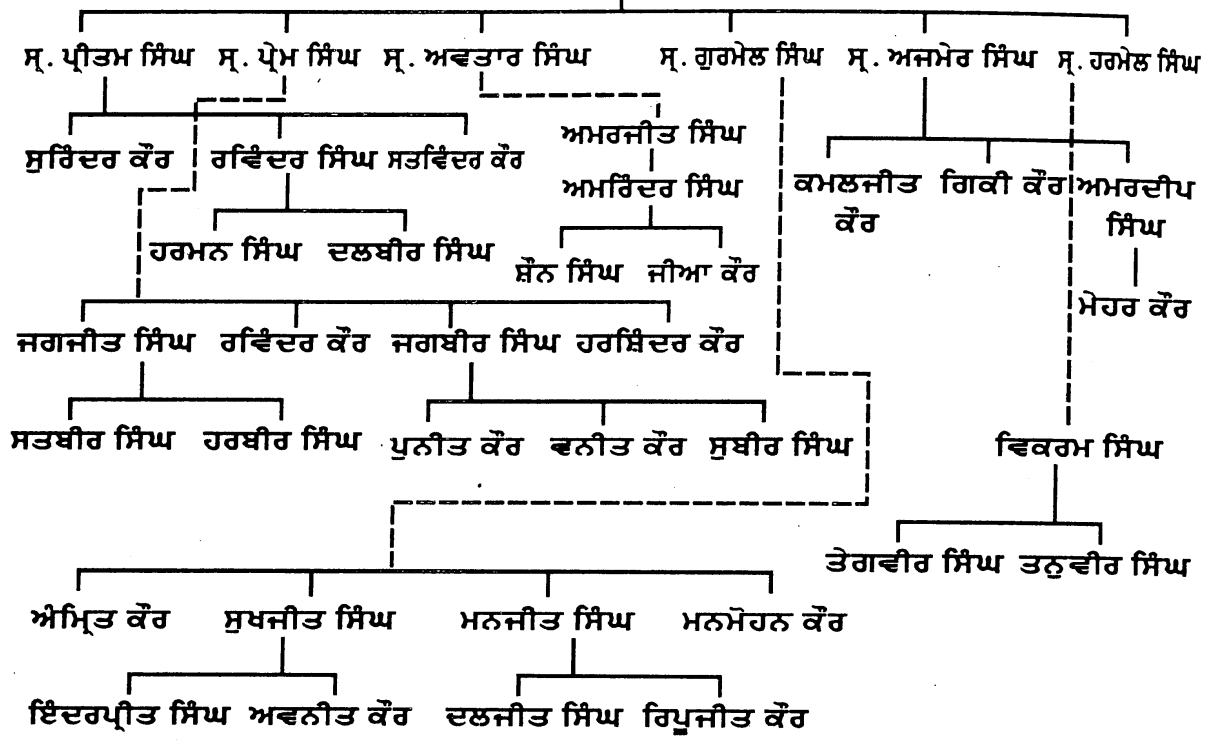 ਸ੍ਰ. ਪ੍ਰੀਤਮ ਸਿੰਘ ਸ੍ਰ. ਪ੍ਰੇਮ ਸਿੰਘ ਸ੍ਰ. ਅਵਤਾਰ ਸਿੰਘ ਸ੍ਰ. ਗੁਰਮੇਲ ਸਿੰਘ ਸ੍ਰ. ਅਜਮੇਰ ਸਿੰਘ ਸ੍ਰ. ਹਰਮੇਲ ਸਿੰਘ
ਅਮਰਜੀਤ ਸਿੰਘ
ਸੁਰਿੰਦਰ ਕੌਰ ਰਵਿੰਦਰ ਸਿੰਘ ਸਤਵਿੰਦਰ ਕੌਰ
ਅਮਰਿੰਦਰ ਸਿੰਘ
ਕਮਲਜੀਤ ਗਿਕੀ ਕੌਰ ਅਮਰਦੀਪ
ਕੌਰ ਸਿੰਘ
ਹਰਮਨ ਸਿੰਘ ਦਲਬੀਰ ਸਿੰਘ
ਸ਼ੌਨ ਸਿੰਘ ਜੀਆ ਕੌਰ
ਮੇਹਰ ਕੌਰ
ਜਗਜੀਤ ਸਿੰਘ ਰਵਿੰਦਰ ਕੌਰ ਜਗਬੀਰ ਸਿੰਘ ਹਰਸ਼ਿੰਦਰ ਕੌਰ
ਸਤਬੀਰ ਸਿੰਘ ਹਰਬੀਰ ਸਿੰਘ ਪੁਨੀਤ ਕੌਰ ਵਨੀਤ ਕੌਰ ਸੁਬੀਰ ਸਿੰਘ ਵਿਕਰਮ ਸਿੰਘ
ਤੇਗਵੀਰ ਸਿੰਘ ਤਨੁਵੀਰ ਸਿੰਘ
ਅੰਮ੍ਰਿਤ ਕੌਰ ਸੁਖਜੀਤ ਸਿੰਘ ਮਨਜੀਤ ਸਿੰਘ ਮਨਮੋਹਨ ਕੌਰ
ਇੰਦਰਪ੍ਰੀਤ ਸਿੰਘ ਅਵਨੀਤ ਕੌਰ ਦਲਜੀਤ ਸਿੰਘ ਰਿਪੂਜੀਤ ਕੌਰ